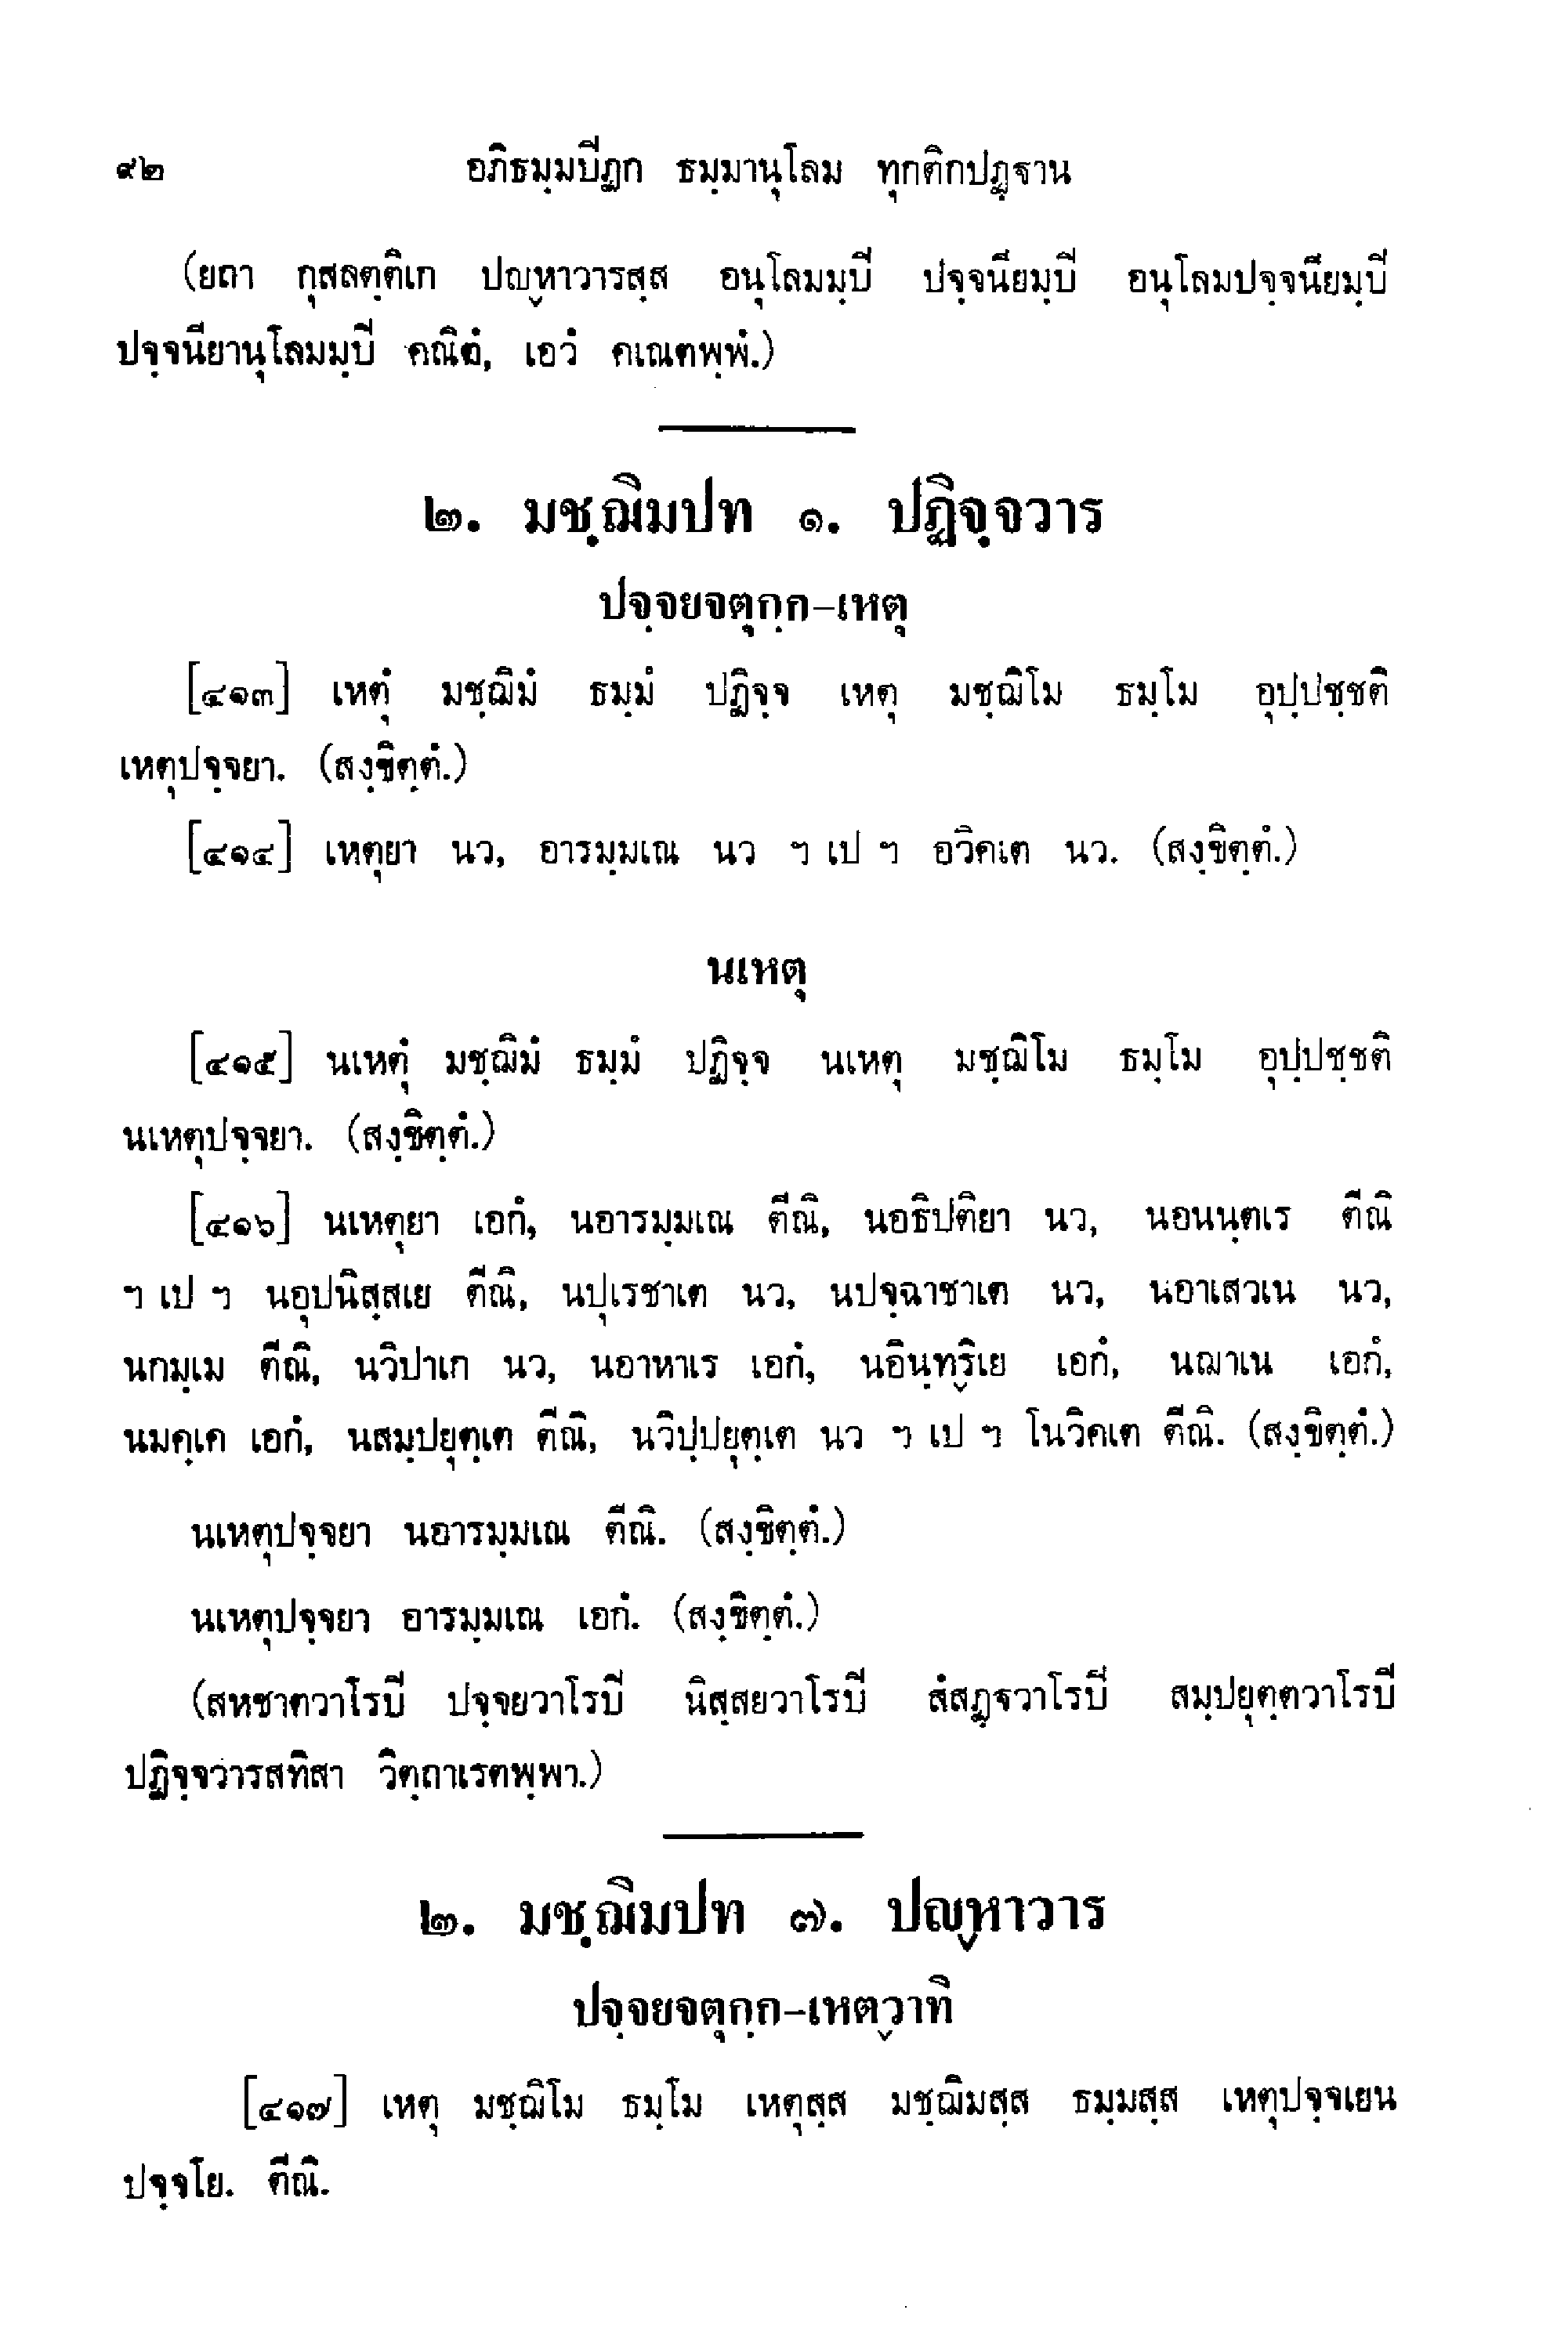 ๙๒ อภิธมฺมปิฏก ธมฺมานุโลม ทุกติกปฏฺฐาน
(ยถา กุสลตฺติเก ปญฺหาวารสฺส อนุโลมมฺปิ ปจฺจนียมฺปิ อนุโลมปจฺจนียมฺปิ
ปจฺจนียานุโลมมฺปิ คณิตํ, เอวํ คเณตพฺพํ.)
๒. มชฺฌิมปท ๑. ปฏิจฺจวาร
ปจฺจยจตุกฺก-เหตุ
[๔๑๓] เหตุํ มชฺฌิมํ ธมฺมํ ปฏิจฺจ เหตุ มชฺฌิโม ธมฺโม อุปฺปชฺชติ
เหตุปจฺจยา. (สงฺขิตฺตํ.)
[๔๑๔] เหตุยา นว, อารมฺมเณ นว ฯ เป ฯ อวิคเต นว. (สงฺขิตฺตํ.)
นเหตุ
[๔๑๕] นเหตุํ มชฺฌิมํ ธมฺมํ ปฏิจฺจ นเหตุ มชฺฌิโม ธมฺโม อุปฺปชฺชติ
นเหตุปจฺจยา. (สงฺขิตฺตํ.)
[๔๑๖] นเหตุยา เอกํ, นอารมฺมเณ ตีณิ, นอธิปติยา นว, นอนนฺตเร ตีณิ
ฯ เป ฯ นอุปนิสฺสเย ตีณิ, นปุเรชาเต นว, นปจฺฉาชาเต นว, นอาเสวเน นว,
นกมฺเม ตีณิ, นวิปาเก นว, นอาหาเร เอกํ, นอินฺทฺริเย เอกํ, นฌาเน เอกํ,
นมคฺเค เอกํ, นสมฺปยุตฺเต ตีณิ, นวิปฺปยุตฺเต นว ฯ เป ฯ โนวิคเต ตีณิ. (สงฺขิตฺตํ.)
นเหตุปจฺจยา นอารมฺมเณ ตีณิ. (สงฺขิตฺตํ.)
นเหตุปจฺจยา อารมฺมเณ เอกํ. (สงฺขิตฺตํ.)
(สหชาตวาโรปิ ปจฺจยวาโรปิ นิสฺสยวาโรปิ สํสฏฺฐวาโรปิ สมฺปยุตฺตวาโรปิ
ปฏิจฺจวารสทิสา วิตฺถาเรตพฺพา.)
๒. มชฺฌิมปท ๗. ปญฺหาวาร
ปจฺจยจตุกฺก-เหตฺวาทิ
[๔๑๗] เหตุ มชฺฌิโม ธมฺโม เหตุสฺส มชฺฌิมสฺส ธมฺมสฺส เหตุปจฺจเยน
ปจฺจโย. ตีณิ.